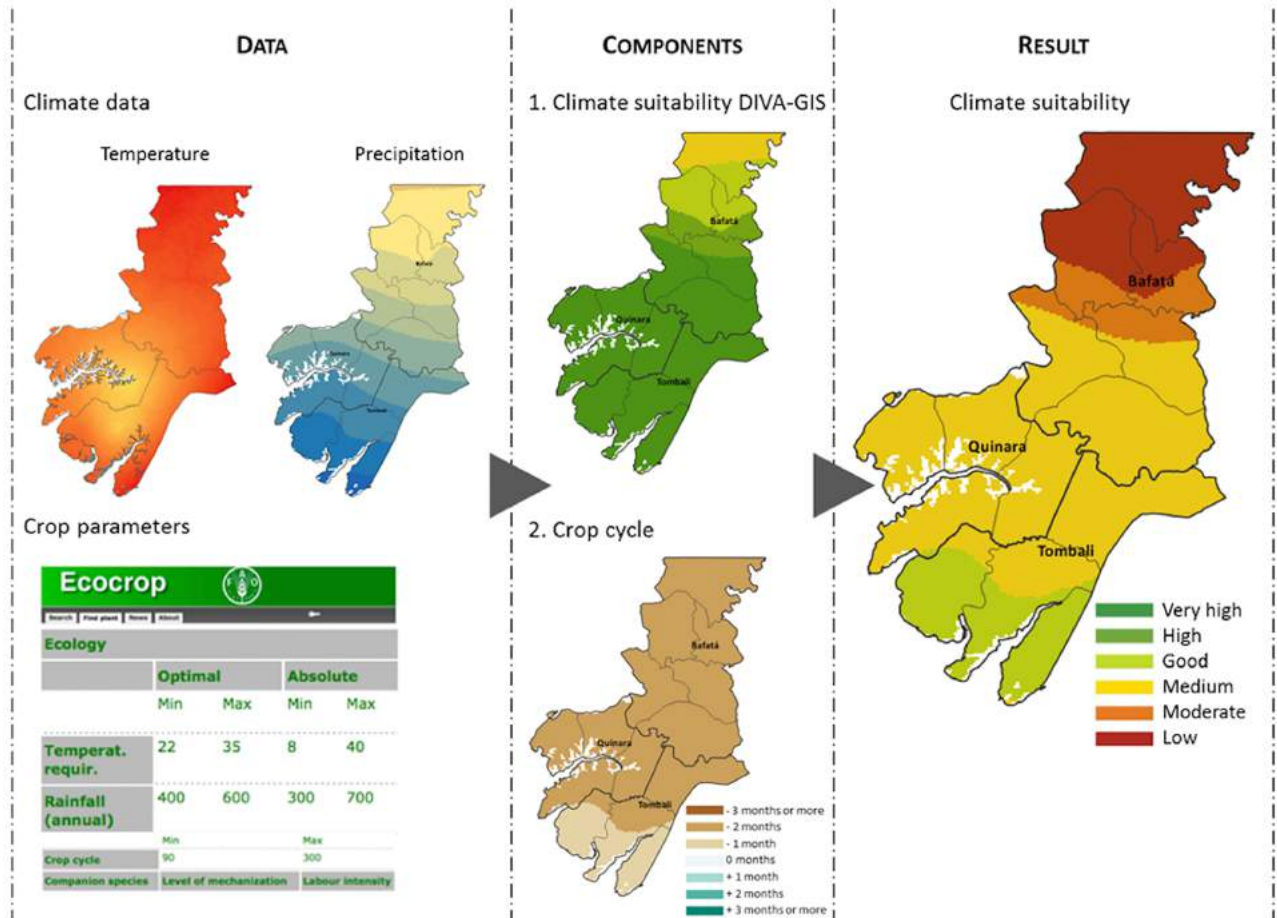 DATA
Climate data
Temperature
Precipitation
Bafatá
Quinara
Tombali
Crop parameters
Ecocrop
F A O
Search Find plant News About
Ecology
Optimal Absolute
Min Max Min Max
Temperat. requir. 22 35 8 40
Rainfall (annual) 400 600 300 700
Min Max
Crop cycle 90 300
Companion species Level of mechanization Labour intensity
COMPONENTS
1. Climate suitability DIVA-GIS
Bafatá
Quinara
Tombali
2. Crop cycle
Bafatá
Quinara
Tombali
- 3 months or more
- 2 months
- 1 month
0 months
+ 1 month
+ 2 months
+ 3 months or more
RESULT
Climate suitability
Bafatá
Quinara
Tombali
Very high
High
Good
Medium
Moderate
Low